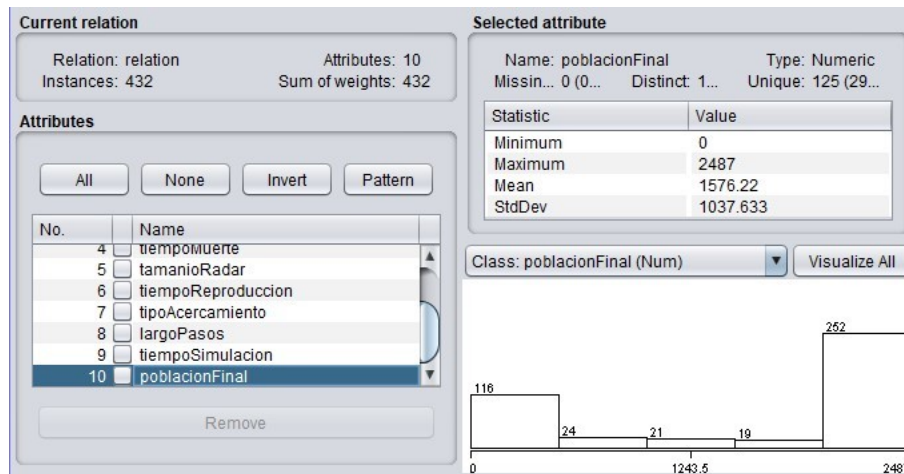 Current relation
Relation: relation Attributes: 10
Instances: 432 Sum of weights: 432
Attributes
All None Invert Pattern
No. Name
4 tiempoMuerte
5 tamanioRadar
6 tiempoReproduccion
7 tipoAcercamiento
8 largoPasos
9 tiempoSimulacion
10 poblacionFinal
Remove
Selected attribute
Name: poblacionFinal Type: Numeric
Missin... 0 (0... Distinct: 1... Unique: 125 (29...
Statistic Value
Minimum 0
Maximum 2487
Mean 1576.22
StdDev 1037.633
Class: poblacionFinal (Num) Visualize All
252
116
24 21 19
0 1243.5 248